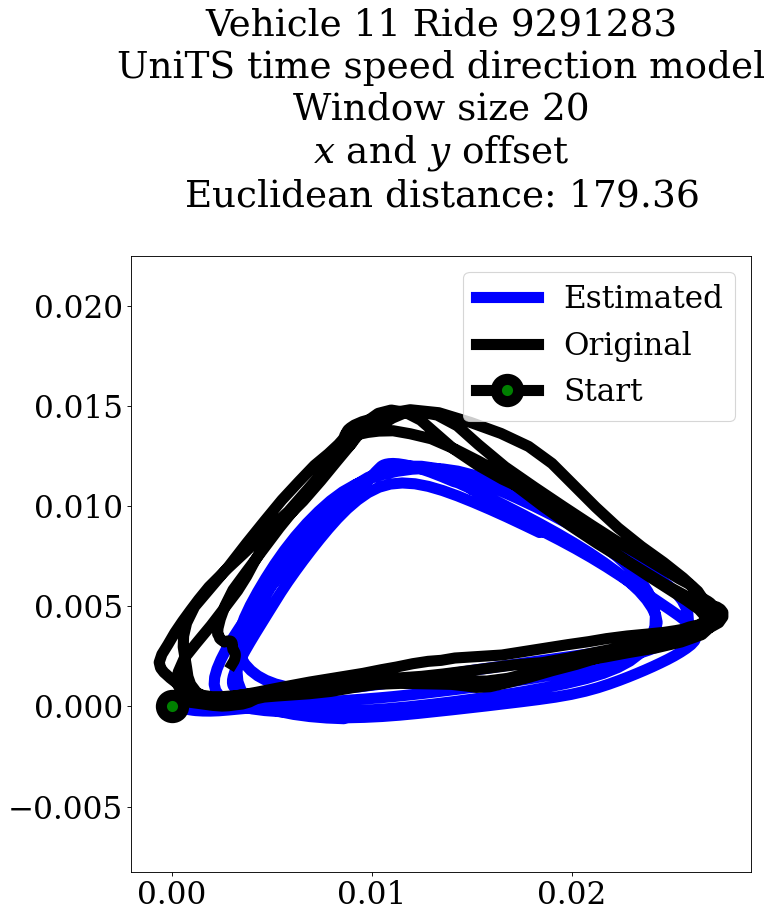 Vehicle 11 Ride 9291283
UniTS time speed direction model
Window size 20
x and y offset
Euclidean distance: 179.36
Estimated
Original
Start
0.020
0.015
0.010
0.005
0.000
−0.005
0.00 0.01 0.02